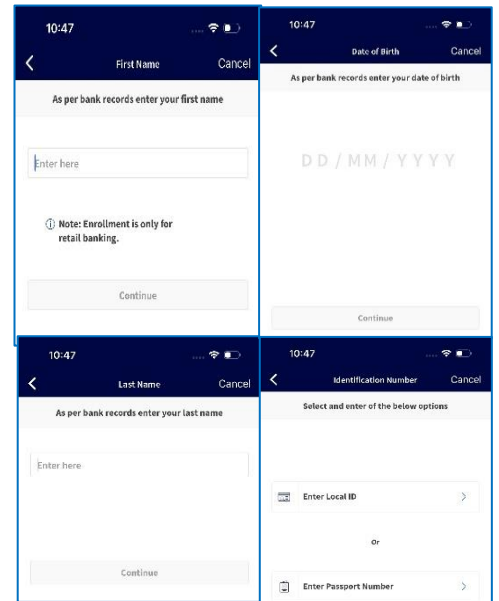 10:47
First Name
Cancel
As per bank records enter your first name
Enter here
Note: Enrollment is only for
retail banking.
Continue
10:47
Date of Birth
Cancel
As per bank records enter your date of birth
DD/MM/YYYY
Continue
10:47
Last Name
Cancel
As per bank records enter your last name
Enter here
Continue
10:47
Identification Number
Cancel
Select and enter of the below options
Enter Local ID
Or
Enter Passport Number